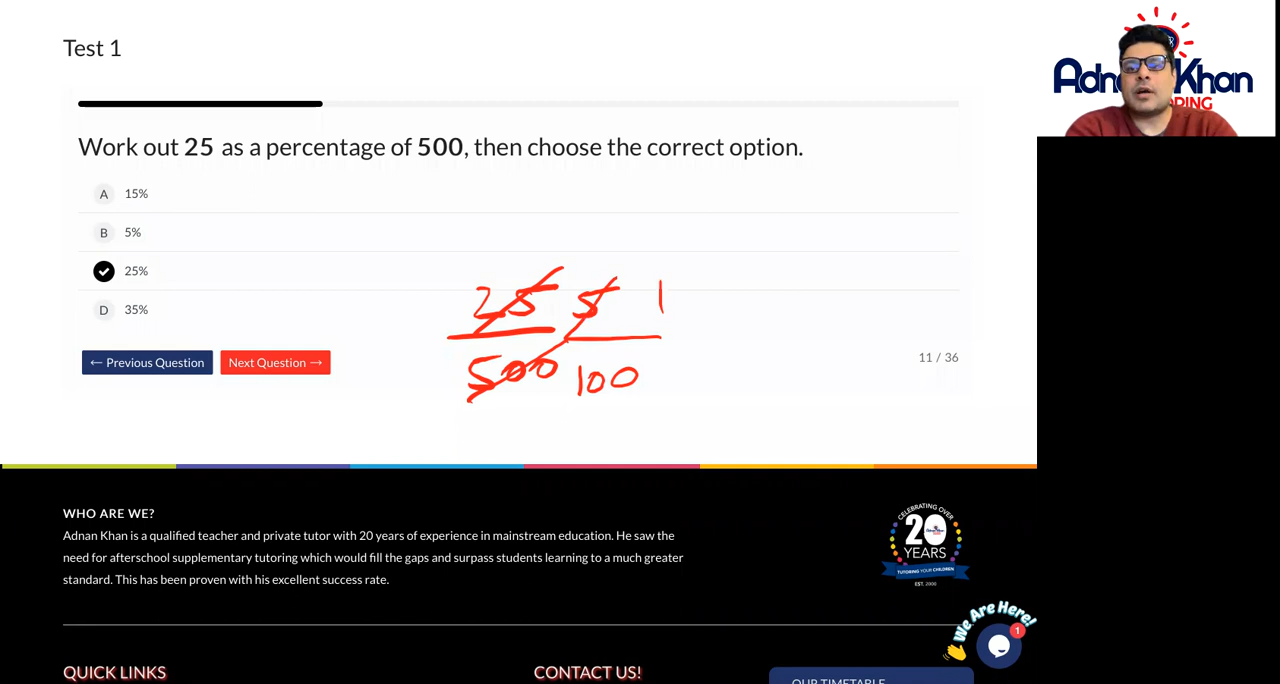 Test 1
Adnan Khan
Work out 25 as a percentage of 500, then choose the correct option.
A 15%
B 5%
25%
D 35%
25 5 1
500 100
← Previous Question Next Question →
11 / 36
WHO ARE WE?
Adnan Khan is a qualified teacher and private tutor with 20 years of experience in mainstream education. He saw the
need for afterschool supplementary tutoring which would fill the gaps and surpass students learning to a much greater
standard. This has been proven with his excellent success rate.
CELEBRATING OVER
20
YEARS
TUTORING YOUR CHILDREN
EST. 2000
We Are Here!
1
QUICK LINKS
CONTACT US!
OUR TIMETABLE